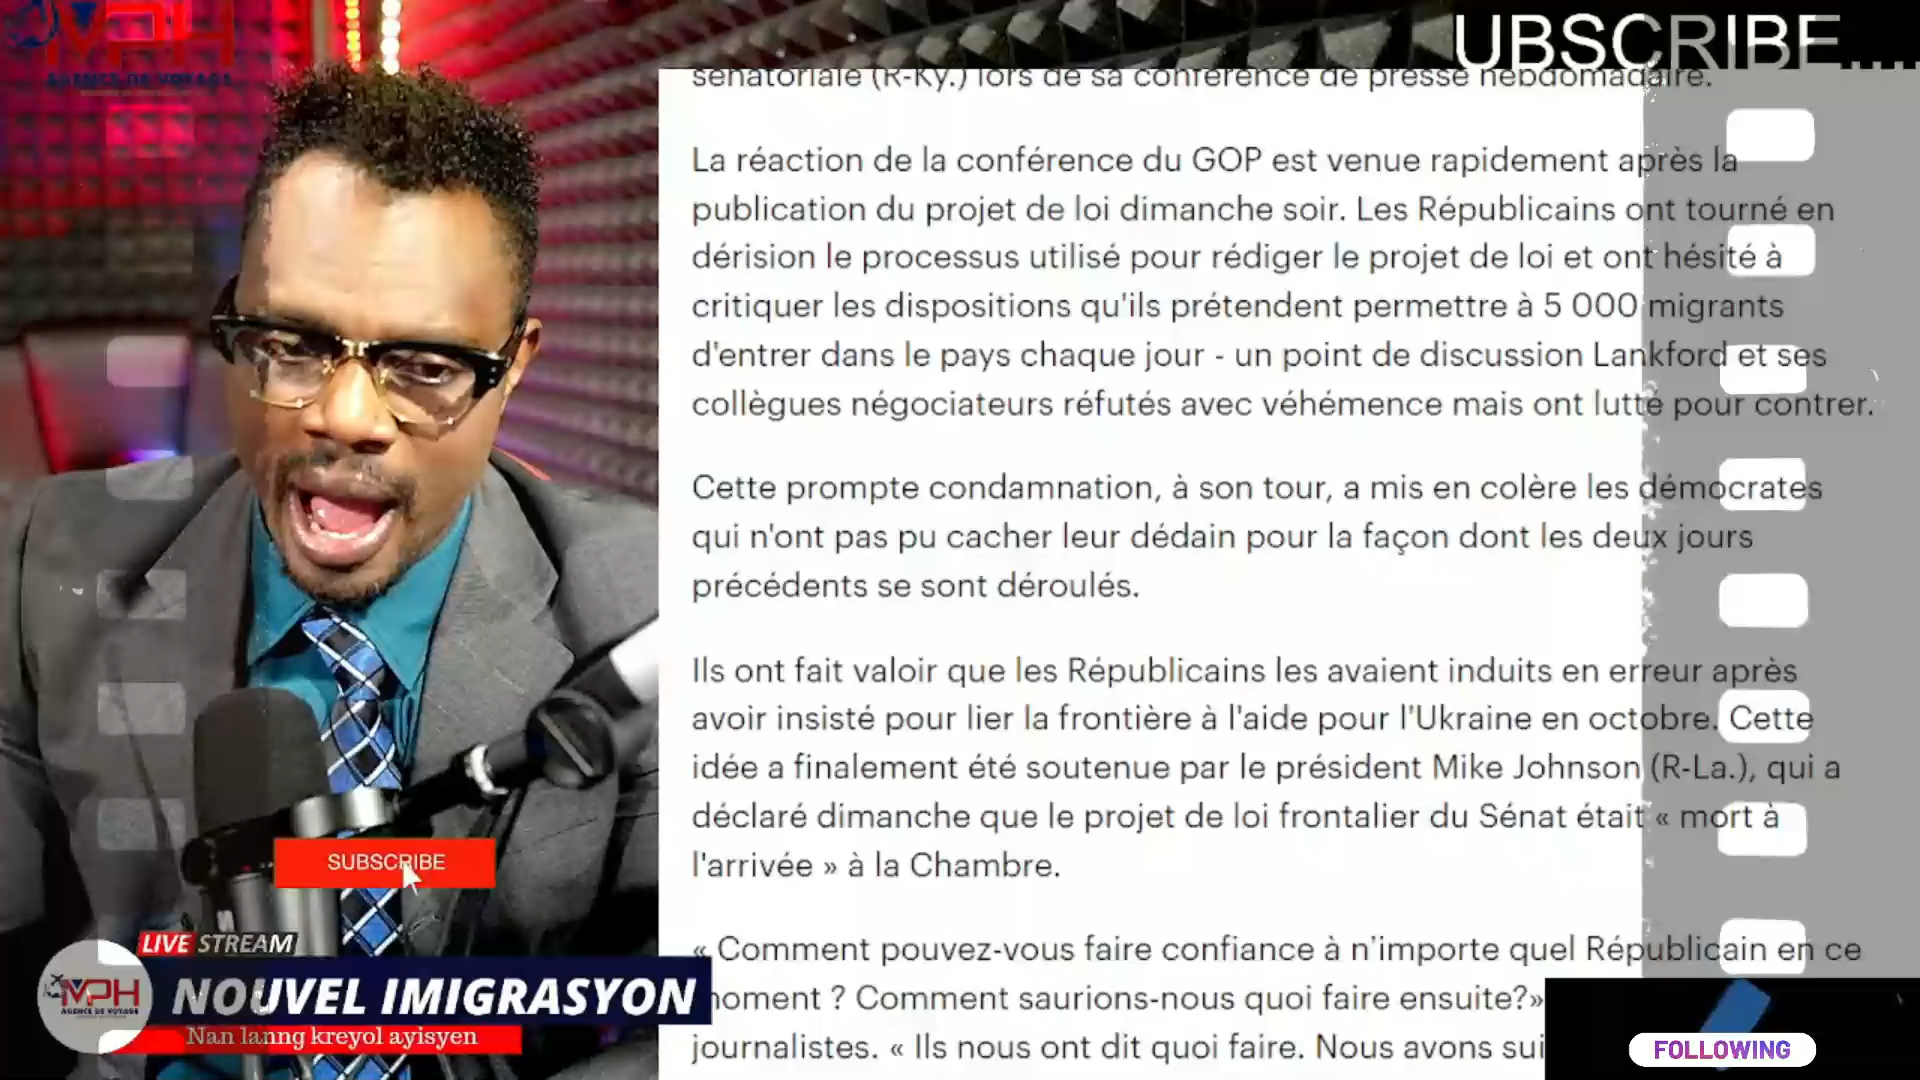 MPH
AGENCE DE VOYAGE
UBSCRIBE....
sénatoriale (R-Ky.) lors de sa conférence de presse hebdomadaire.
La réaction de la conférence du GOP est venue rapidement après la
publication du projet de loi dimanche soir. Les Républicains ont tourné en
dérision le processus utilisé pour rédiger le projet de loi et ont hésité à
critiquer les dispositions qu'ils prétendent permettre à 5 000 migrants
d'entrer dans le pays chaque jour - un point de discussion Lankford et ses
collègues négociateurs réfutés avec véhémence mais ont lutté pour contrer.
Cette prompte condamnation, à son tour, a mis en colère les démocrates
qui n'ont pas pu cacher leur dédain pour la façon dont les deux jours
précédents se sont déroulés.
Ils ont fait valoir que les Républicains les avaient induits en erreur après
avoir insisté pour lier la frontière à l'aide pour l'Ukraine en octobre. Cette
idée a finalement été soutenue par le président Mike Johnson (R-La.), qui a
déclaré dimanche que le projet de loi frontalier du Sénat était « mort à
l'arrivée » à la Chambre.
« Comment pouvez-vous faire confiance à n'importe quel Républicain en ce
moment ? Comment saurions-nous quoi faire ensuite?»
journalistes. « Ils nous ont dit quoi faire. Nous avons sui
SUBSCRIBE
LIVE STREAM
MPH
AGENCE DE VOYAGE
NOUVEL IMIGRASYON
Nan lanng kreyol ayisyen
FOLLOWING